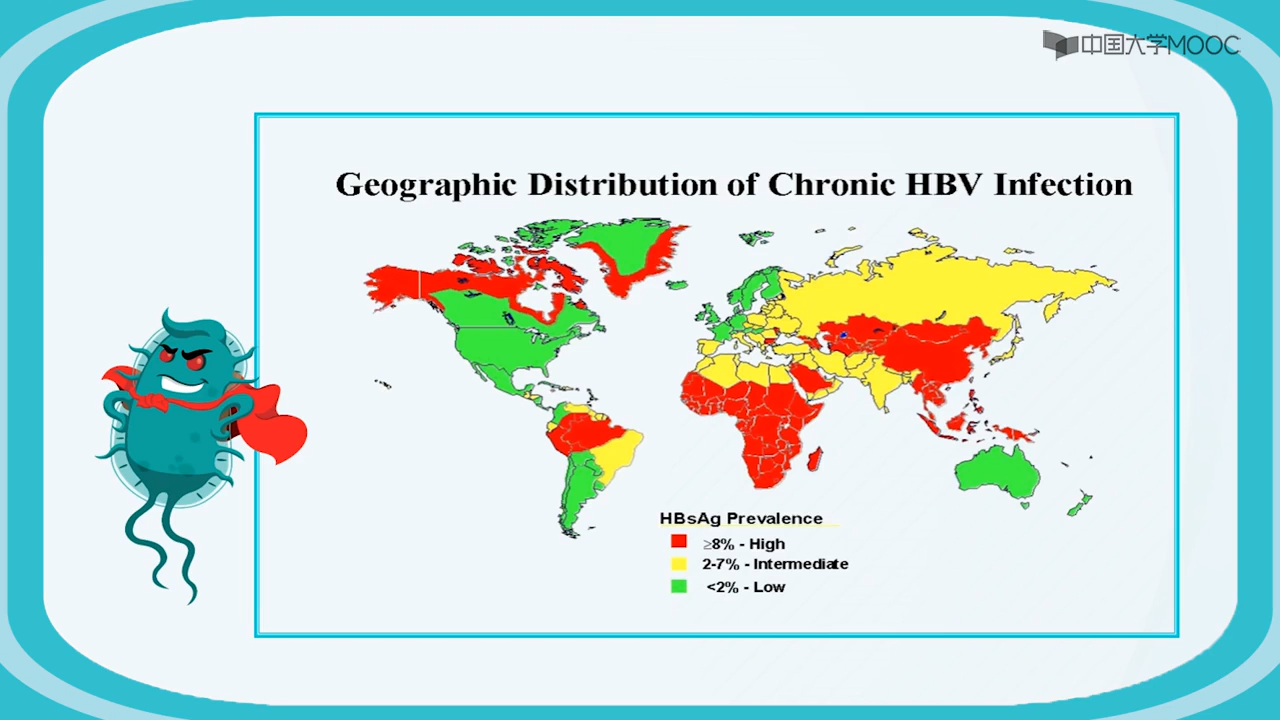 中国大学MOOC
Geographic Distribution of Chronic HBV Infection
HBsAg Prevalence
≥8% - High
2-7% - Intermediate
<2% - Low